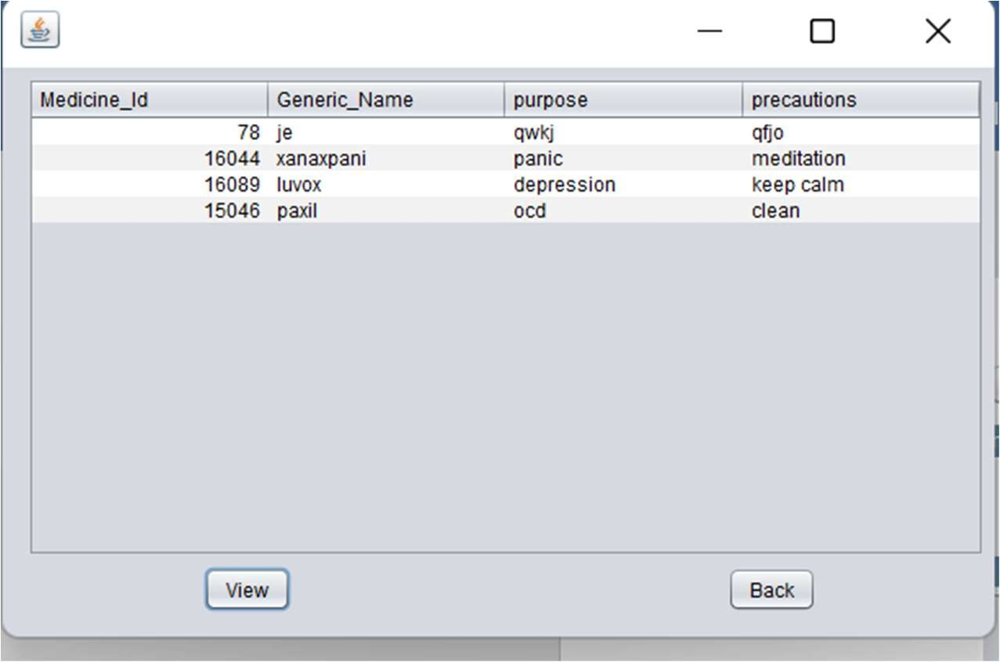 Medicine_Id Generic_Name purpose precautions
78 je qwkj qfjo
16044 xanaxpani panic meditation
16089 luvox depression keep calm
15046 paxil ocd clean
View Back